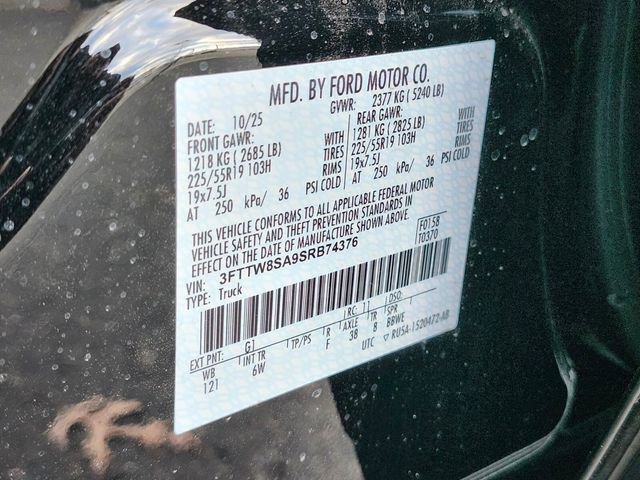 MFD. BY FORD MOTOR CO.
DATE: 10/25 GVWR: 2377 KG ( 5240 LB)
FRONT GAWR: REAR GAWR:
1218 KG ( 2685 LB) WITH 1281 KG ( 2825 LB) WITH
225/55R19 103H TIRES 225/55R19 103H TIRES
19x7.5J RIMS 19x7.5J RIMS
AT 250 kPa/ 36 PSI COLD AT 250 kPa/ 36 PSI COLD
THIS VEHICLE CONFORMS TO ALL APPLICABLE FEDERAL MOTOR
VEHICLE SAFETY AND THEFT PREVENTION STANDARDS IN
EFFECT ON THE DATE OF MANUFACTURE SHOWN ABOVE.
VIN: 3FTTW8SA9SRB74376 F0158
TYPE: Truck T0370
EXT PNT: G1 RC: 11 DSO:
WB INT TR TP/PS R AXLE TR SPR
121 6W F 38 8 BBWE
UTC ▽ RU5A-1520472-AB